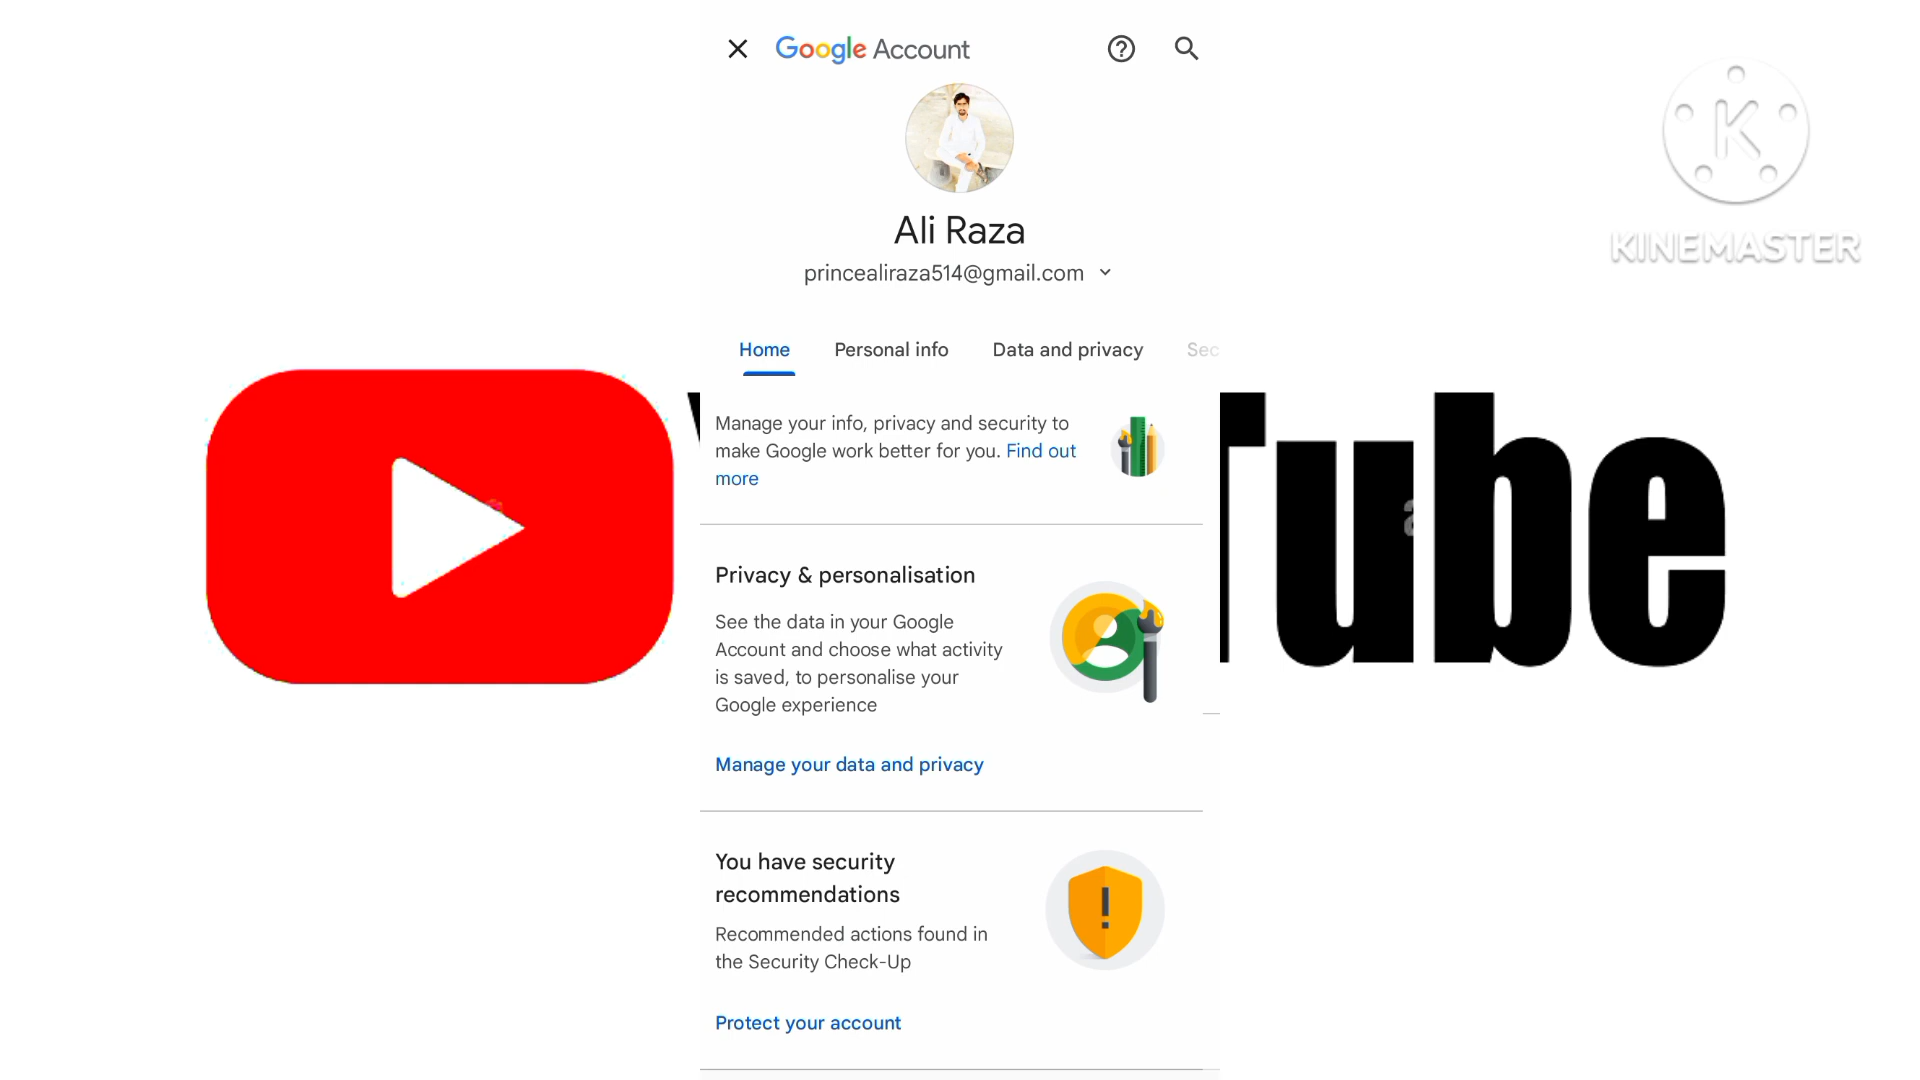 Google Account
Ali Raza
princealiraza514@gmail.com
Home Personal info Data and privacy Sec
Manage your info, privacy and security to
make Google work better for you. Find out
more
Privacy & personalisation
See the data in your Google
Account and choose what activity
is saved, to personalise your
Google experience
Manage your data and privacy
You have security
recommendations
Recommended actions found in
the Security Check-Up
Protect your account
Tube
K
KINEMASTER